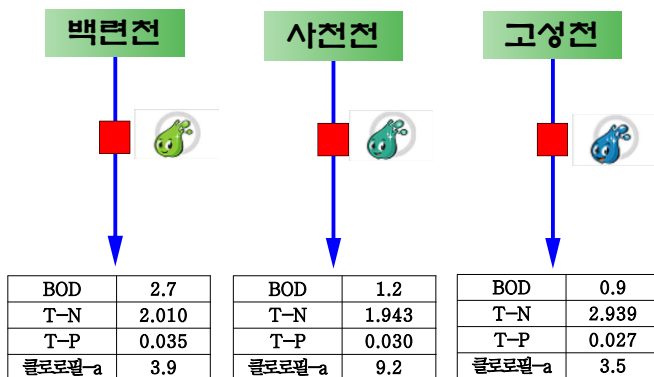 백련천 사천천 고성천
BOD 2.7 BOD 1.2 BOD 0.9
T-N 2.010 T-N 1.943 T-N 2.939
T-P 0.035 T-P 0.030 T-P 0.027
클로로필-a 3.9 클로로필-a 9.2 클로로필-a 3.5